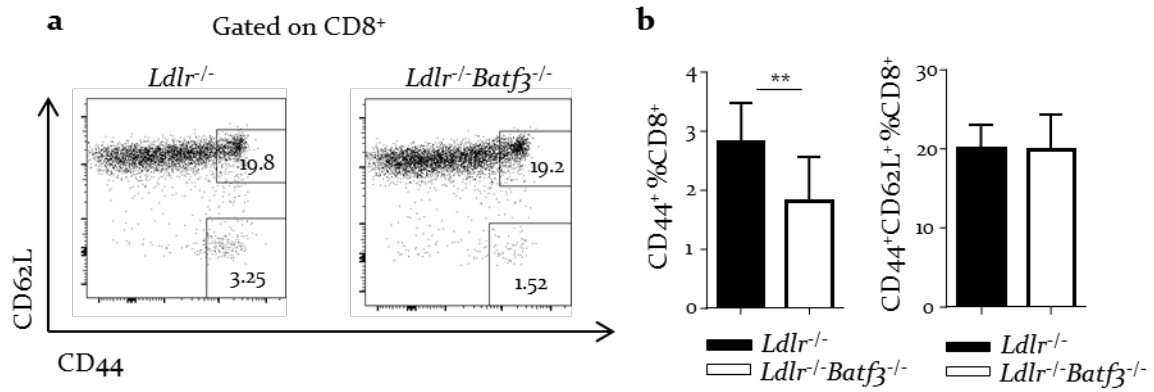 a
Gated on CD8⁺
Ldlr⁻/⁻
Ldlr⁻/⁻Batf3⁻/⁻
19.8
3.25
19.2
1.52
CD62L
CD44
b
CD44⁺ %CD8⁺
4
3
2
1
0
**
Ldlr⁻/⁻
Ldlr⁻/⁻Batf3⁻/⁻
CD44⁺CD62L⁺ %CD8⁺
30
20
10
0
Ldlr⁻/⁻
Ldlr⁻/⁻Batf3⁻/⁻